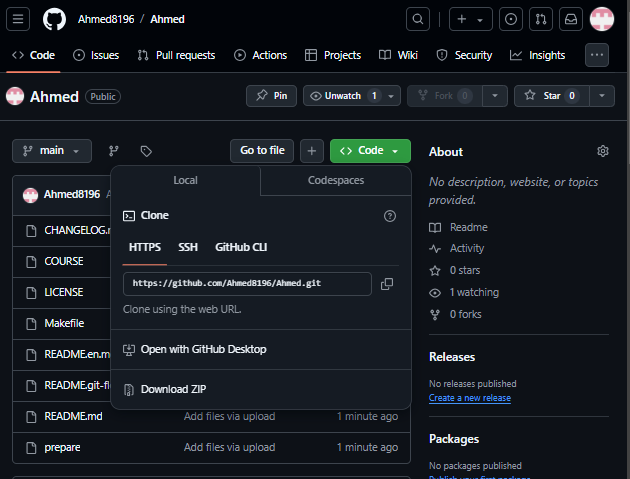 Ahmed8196 / Ahmed
Code Issues Pull requests Actions Projects Wiki Security Insights
Ahmed Public Pin Unwatch 1 Fork 0 Star 0
main Go to file Code
Local Codespaces
Clone
HTTPS SSH GitHub CLI
https://github.com/Ahmed8196/Ahmed.git
Clone using the web URL.
Open with GitHub Desktop
Download ZIP
Ahmed8196
CHANGELOG.
COURSE
LICENSE
Makefile
README.en.m
README.git-fl
README.md Add files via upload 1 minute ago
prepare Add files via upload 1 minute ago
About
No description, website, or topics
provided.
Readme
Activity
0 stars
1 watching
0 forks
Releases
No releases published
Create a new release
Packages
No packages published
Publish your first package